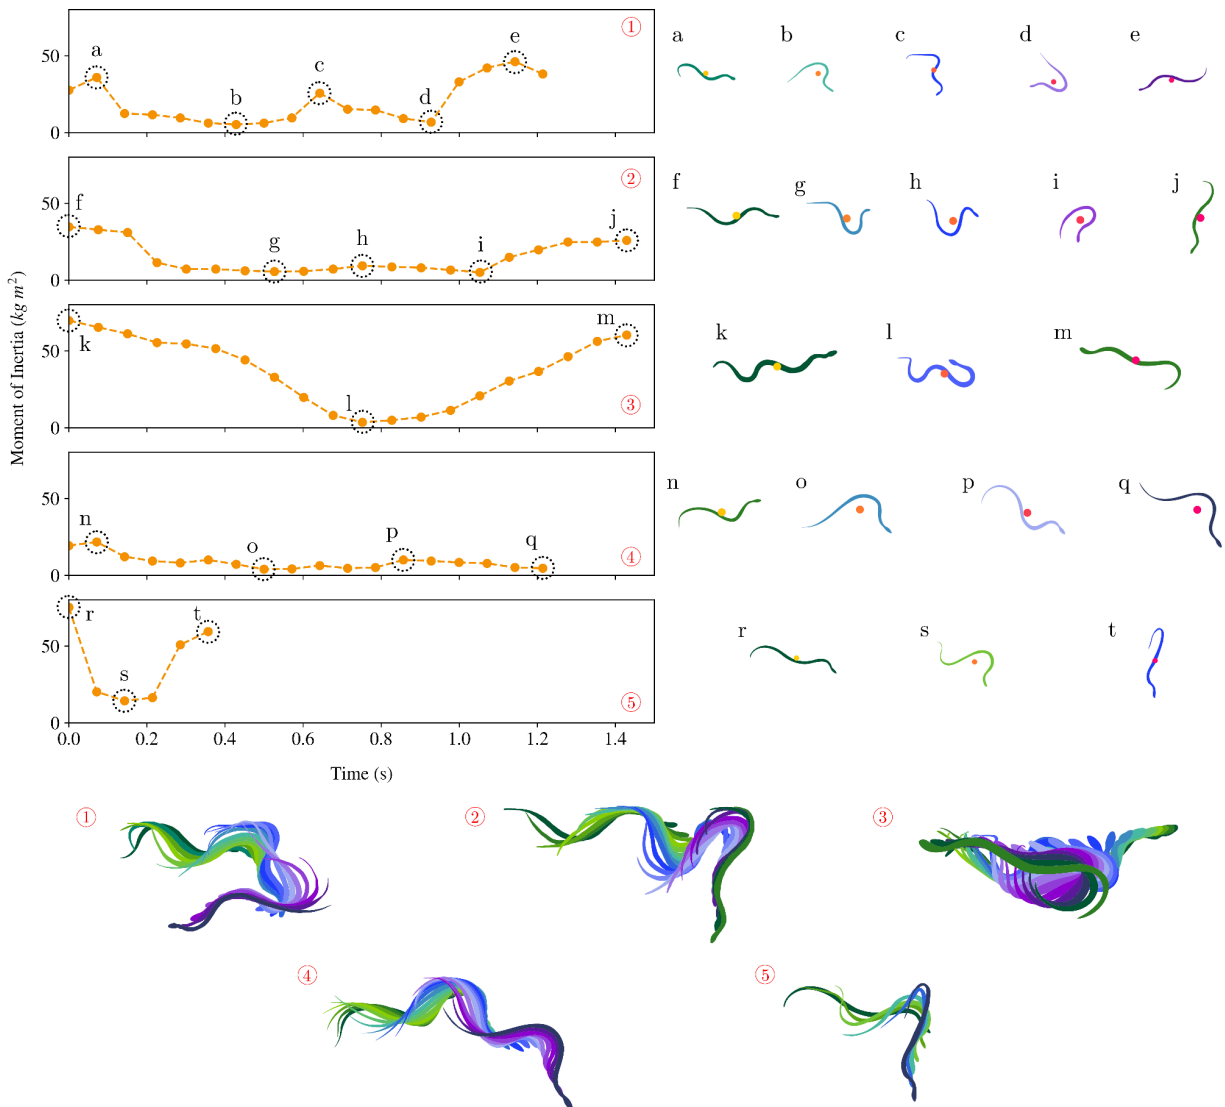 ① a b c d e
a b c d e
50
0
② f g h i j
f g h i j
50
0
Moment of Inertia (kg m²)
③ k l m
k l m
50
0
④ n o p q
n o p q
50
0
⑤ r s t
r s t
50
0
0.0 0.2 0.4 0.6 0.8 1.0 1.2 1.4
Time (s)
① ② ③
④ ⑤